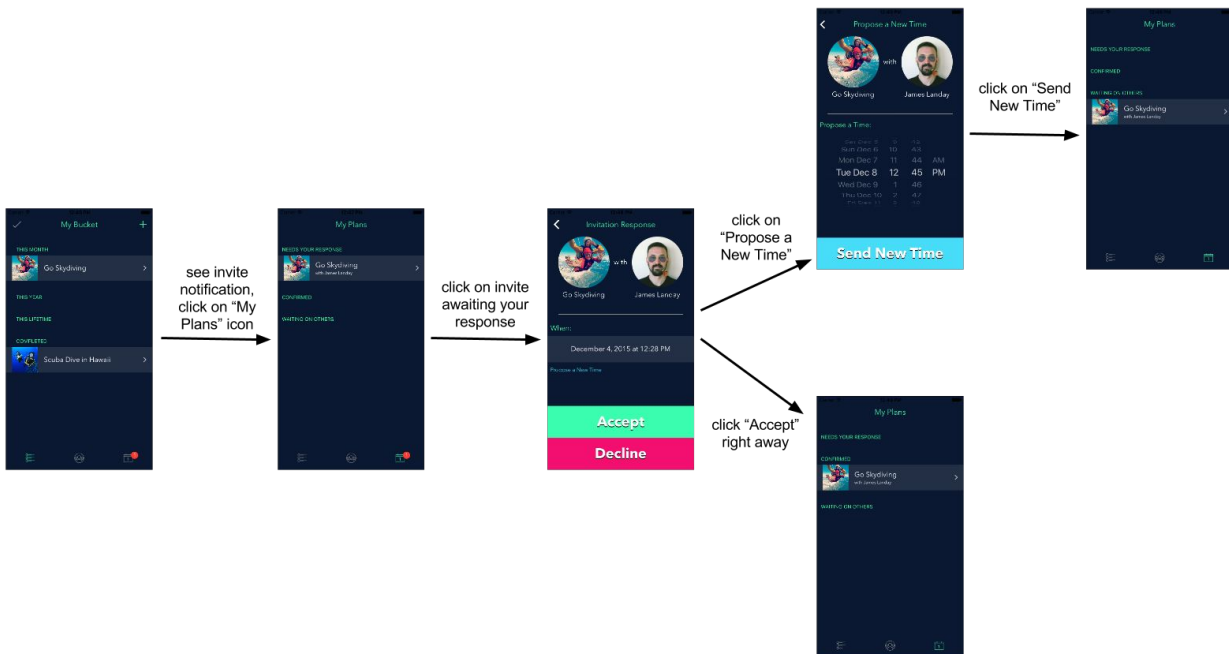 My Bucket
THIS MONTH
Go Skydiving
THIS YEAR
THIS LIFETIME
COMPLETED
Scuba Dive in Hawaii
see invite
notification,
click on “My
Plans” icon
My Plans
NEEDS YOUR RESPONSE
Go Skydiving
with James Landay
CONFIRMED
WAITING ON OTHERS
click on invite
awaiting your
response
Invitation Response
with
Go Skydiving James Landay
When:
December 4, 2015 at 12:28 PM
Propose a New Time
Accept
Decline
click on
“Propose a
New Time”
Propose a New Time
with
Go Skydiving James Landay
Propose a Time:
Sun Dec 6 10 43
Mon Dec 7 11 44 AM
Tue Dec 8 12 45 PM
Wed Dec 9 1 46
Thu Dec 10 2 47
Send New Time
click on “Send
New Time”
My Plans
NEEDS YOUR RESPONSE
CONFIRMED
WAITING ON OTHERS
Go Skydiving
with James Landay
click “Accept”
right away
My Plans
NEEDS YOUR RESPONSE
CONFIRMED
Go Skydiving
with James Landay
WAITING ON OTHERS